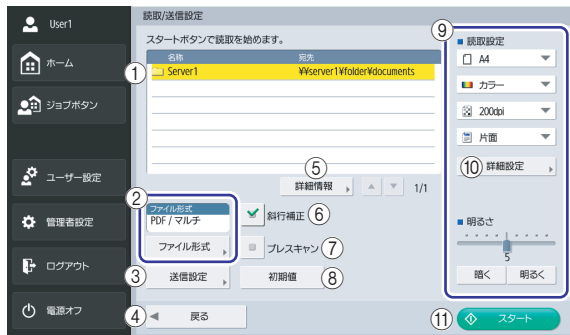 User1
ホーム
ジョブボタン
ユーザー設定
管理者設定
ログアウト
電源オフ
読取/送信設定
スタートボタンで読取を始めます。
名称 宛先
① Server1 ¥¥server1¥folder¥documents
⑤
詳細情報 1/1
②
ファイル形式
PDF / マルチ
ファイル形式
斜行補正 ⑥
プレスキャン ⑦
③ 送信設定
初期値 ⑧
④ 戻る
⑨
読取設定
A4
カラー
200dpi
片面
⑩ 詳細設定
明るさ
5
暗く 明るく
⑪ スタート